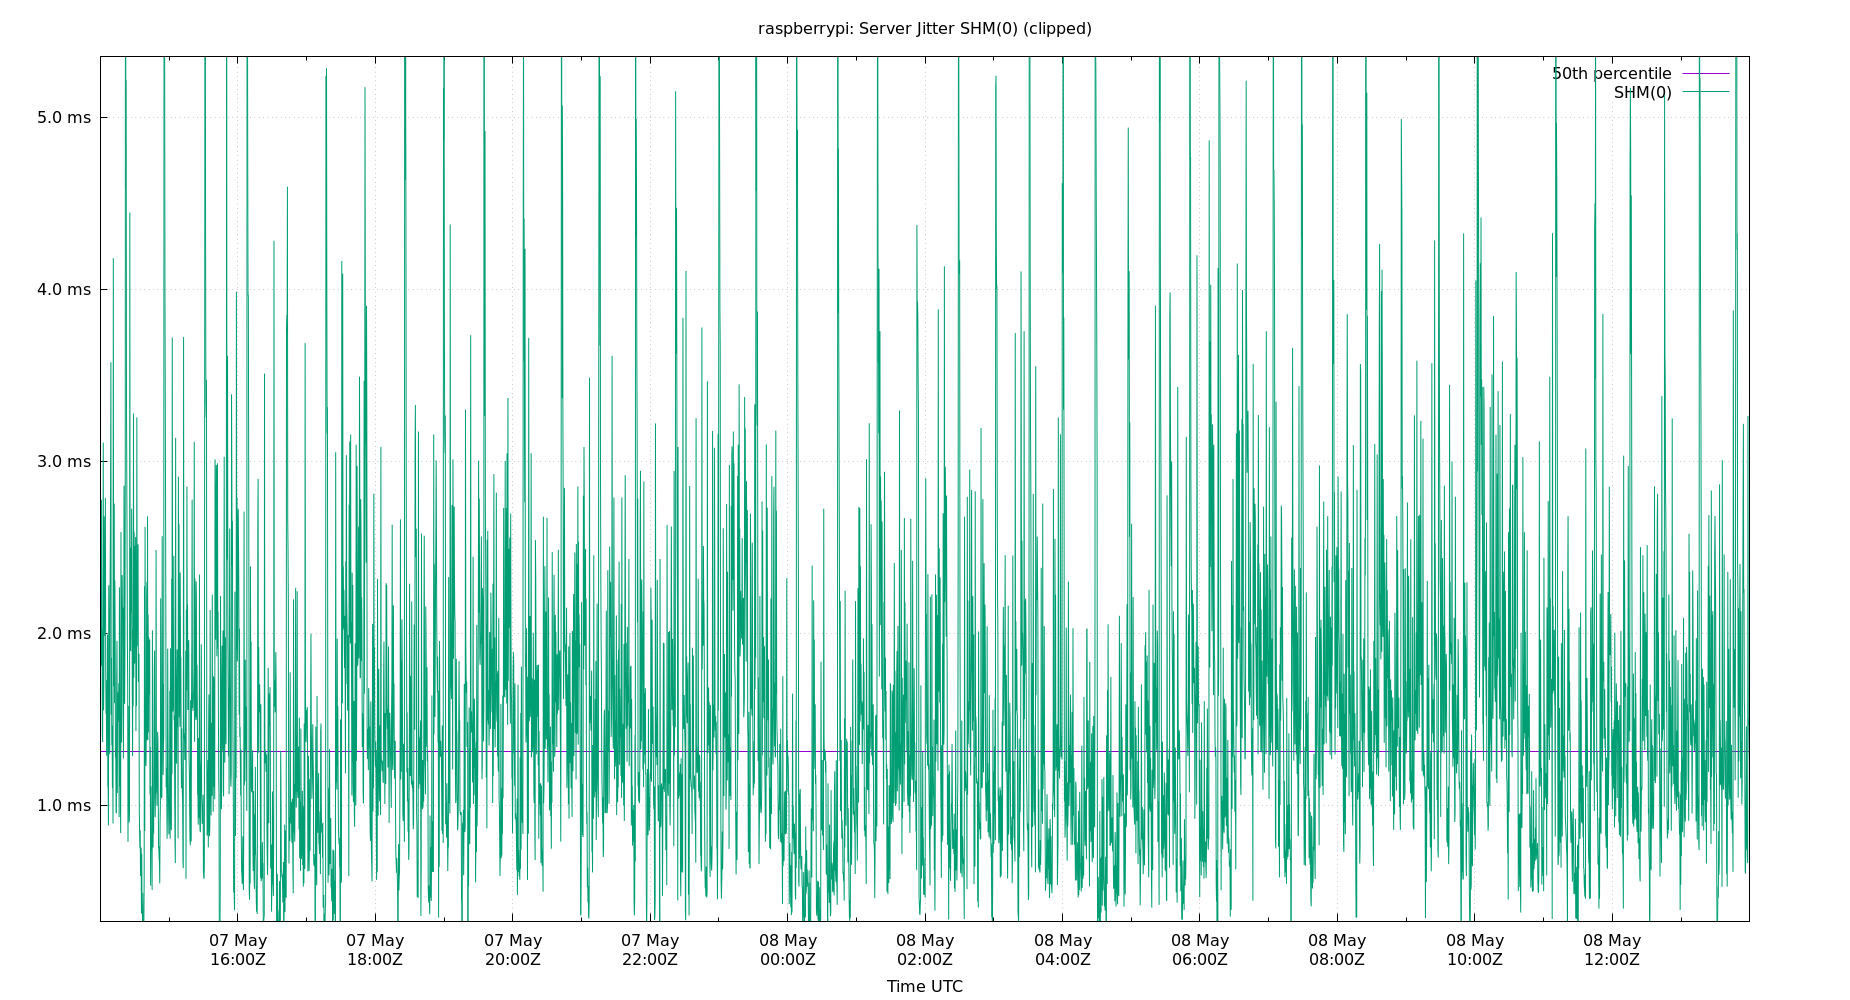 raspberrypi: Server Jitter SHM(0) (clipped)
50th percentile
SHM(0)
5.0 ms
4.0 ms
3.0 ms
2.0 ms
1.0 ms
07 May 07 May 07 May 07 May 08 May 08 May 08 May 08 May 08 May 08 May 08 May
16:00Z 18:00Z 20:00Z 22:00Z 00:00Z 02:00Z 04:00Z 06:00Z 08:00Z 10:00Z 12:00Z
Time UTC